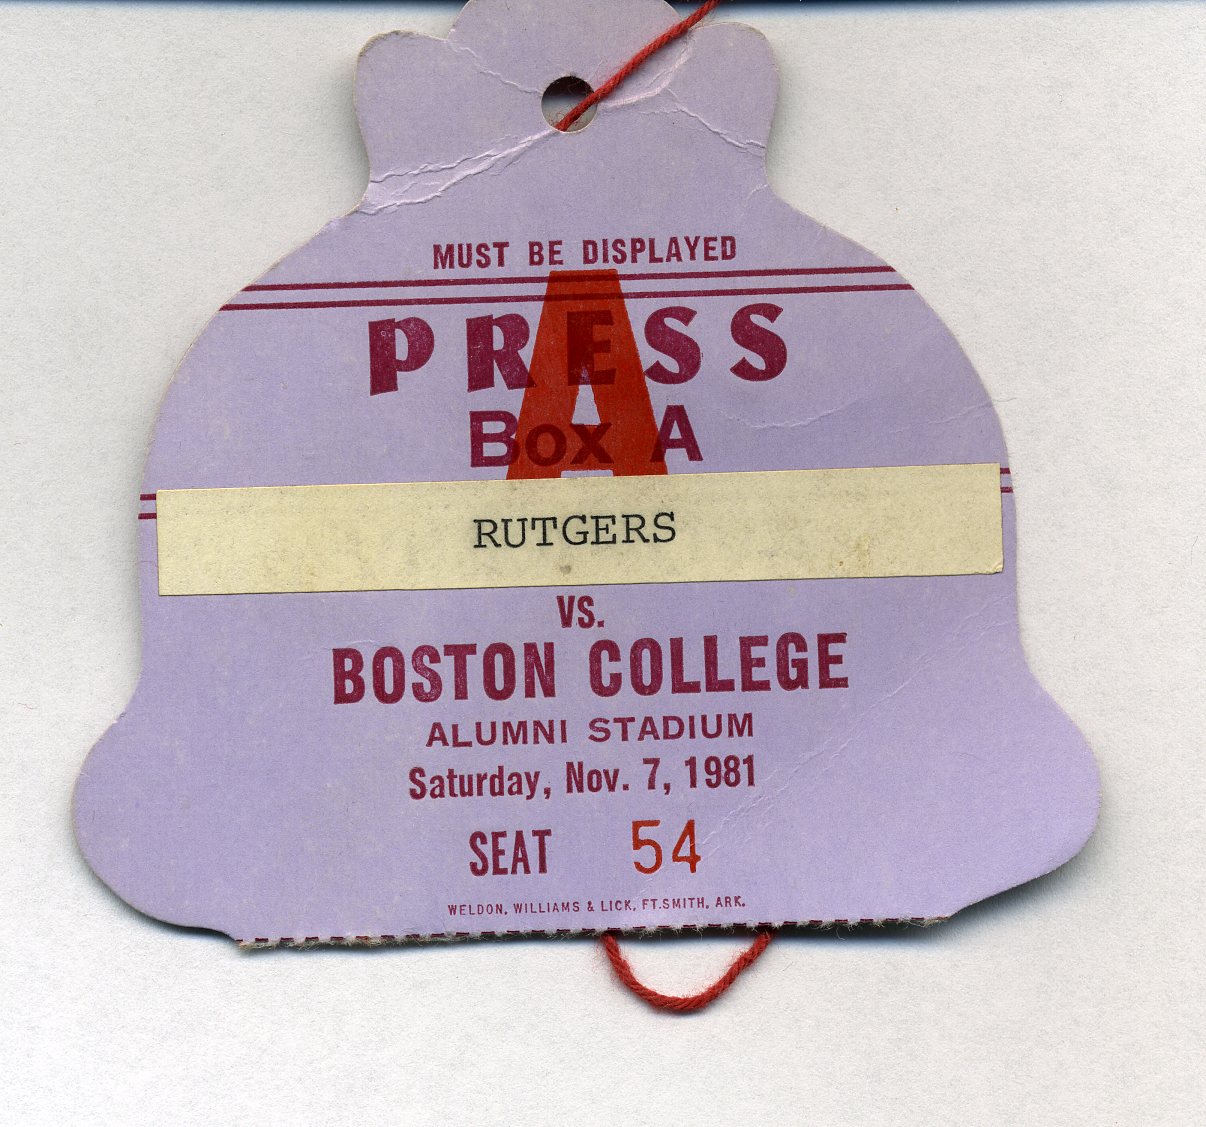 MUST BE DISPLAYED
PRESS
A
Box A
RUTGERS
VS.
BOSTON COLLEGE
ALUMNI STADIUM
Saturday, Nov. 7, 1981
SEAT 54
WELDON, WILLIAMS & LICK, FT.SMITH, ARK.